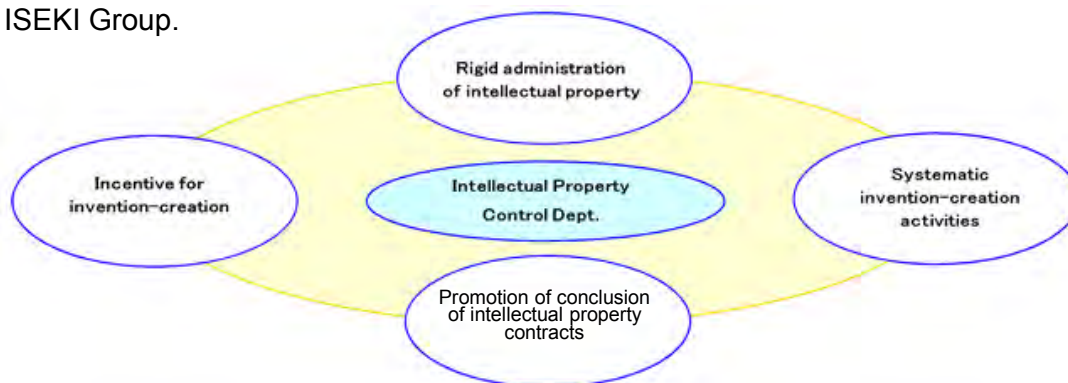 ISEKI Group.
Rigid administration
of intellectual property
Incentive for
invention-creation
Intellectual Property
Control Dept.
Systematic
invention-creation
activities
Promotion of conclusion
of intellectual property
contracts